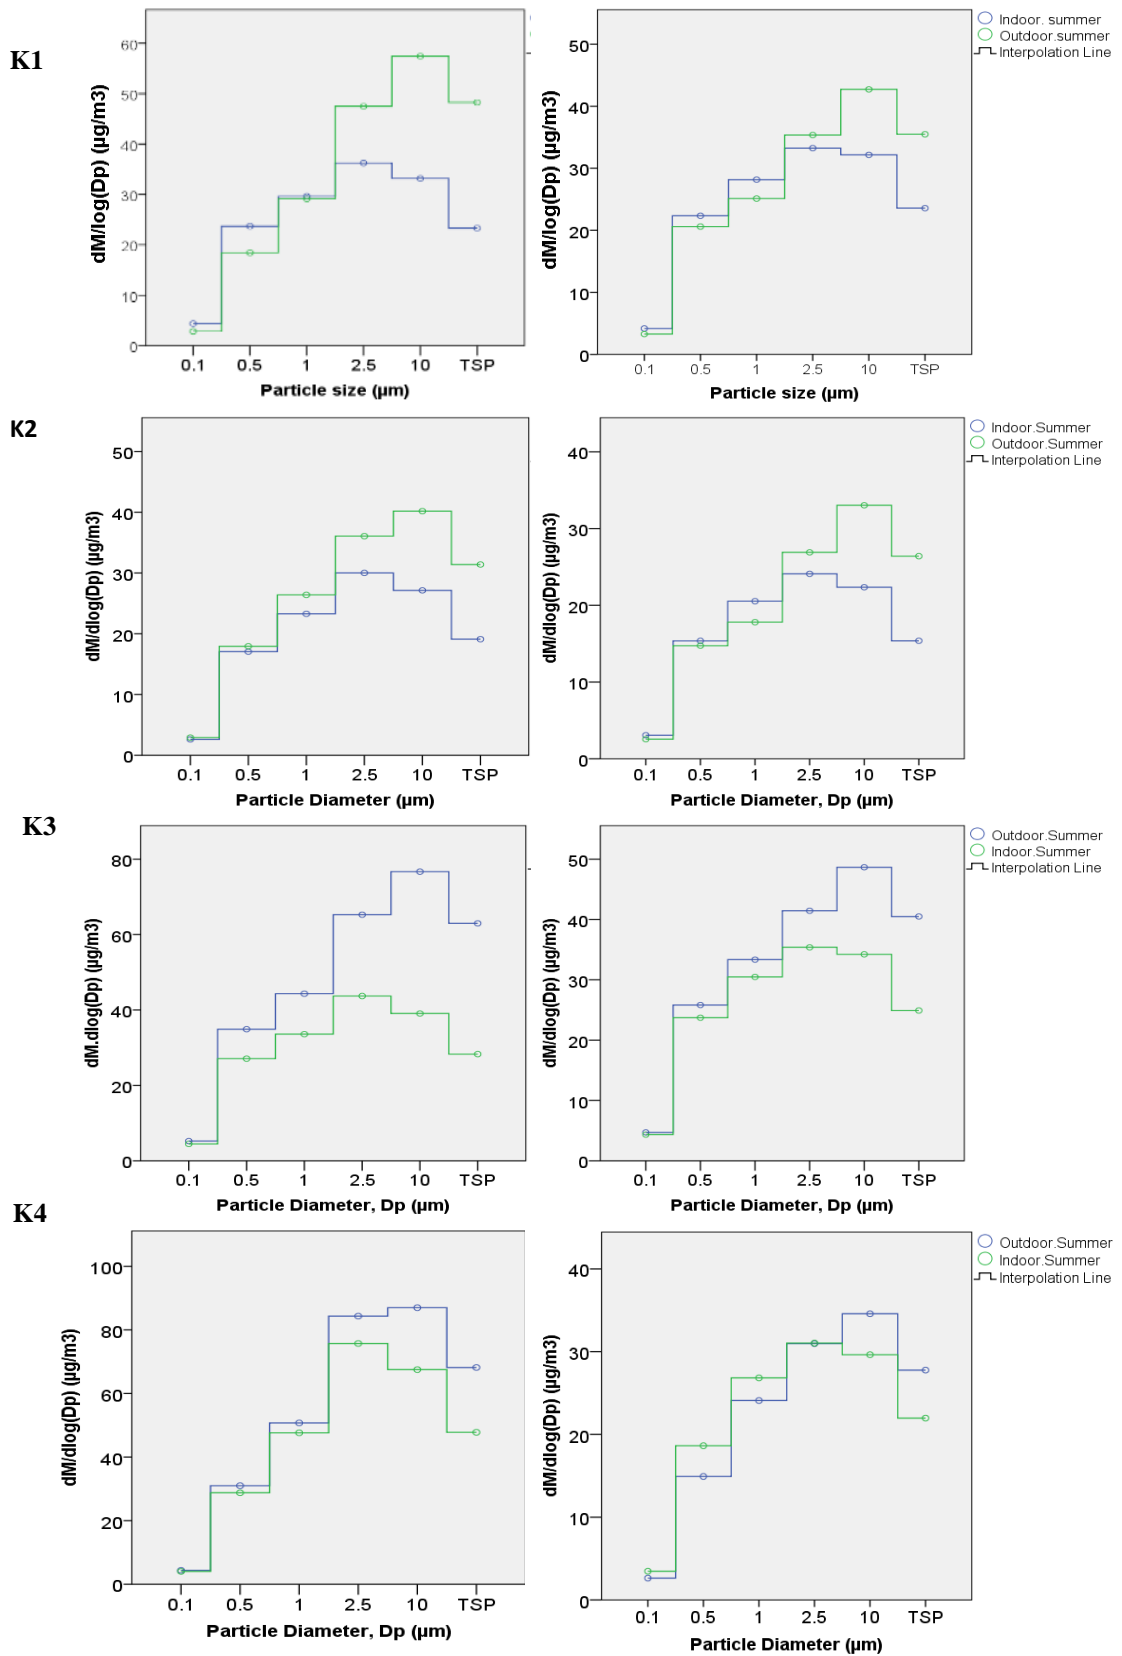 K1
dM/log(Dp) (µg/m3)
60
50
40
30
20
10
0
0.1 0.5 1 2.5 10 TSP
Particle size (µm)
dM/log(Dp) (µg/m3)
50
40
30
20
10
0
0.1 0.5 1 2.5 10 TSP
Particle size (µm)
Indoor. summer
Outdoor.summer
Interpolation Line
K2
dM/dlog(Dp) (µg/m3)
50
40
30
20
10
0
0.1 0.5 1 2.5 10 TSP
Particle Diameter (µm)
dM/dlog(Dp) (µg/m3)
40
30
20
10
0
0.1 0.5 1 2.5 10 TSP
Particle Diameter, Dp (µm)
Indoor.Summer
Outdoor.Summer
Interpolation Line
K3
dM.dlog(Dp) (µg/m3)
80
60
40
20
0
0.1 0.5 1 2.5 10 TSP
Particle Diameter, Dp (µm)
dM/dlog(Dp) (µg/m3)
50
40
30
20
10
0
0.1 0.5 1 2.5 10 TSP
Particle Diameter, Dp (µm)
Outdoor.Summer
Indoor.Summer
Interpolation Line
K4
dM/dlog(Dp) (µg/m3)
100
80
60
40
20
0
0.1 0.5 1 2.5 10 TSP
Particle Diameter, Dp (µm)
dM/dlog(Dp) (µg/m3)
40
30
20
10
0
0.1 0.5 1 2.5 10 TSP
Particle Diameter (µm)
Outdoor.Summer
Indoor.Summer
Interpolation Line